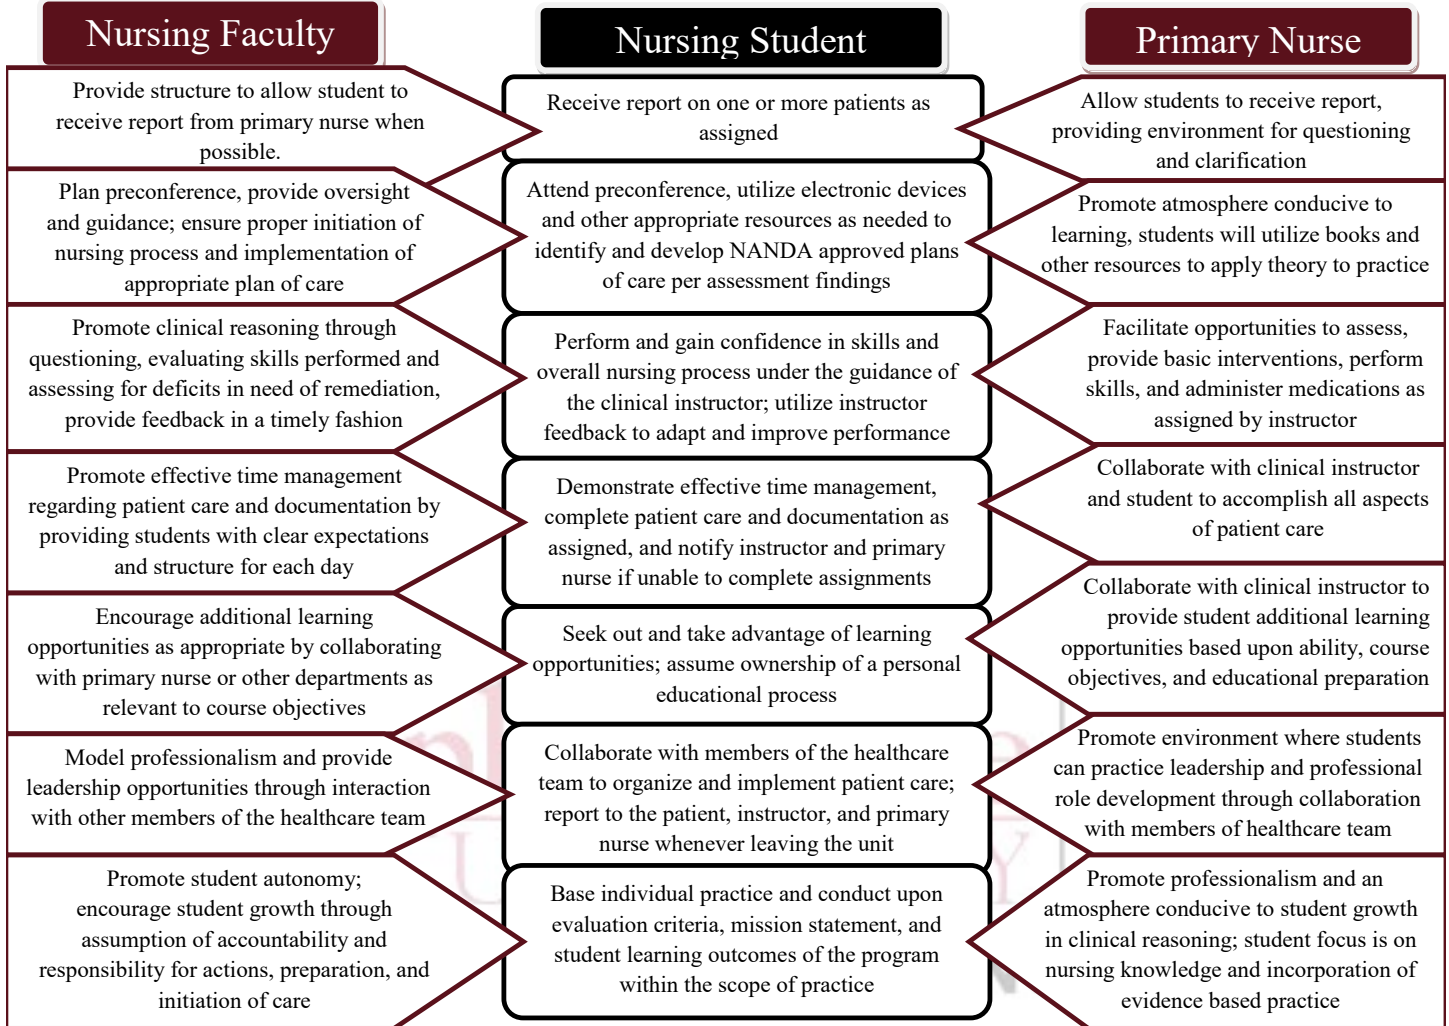 Nursing Faculty
Nursing Student
Primary Nurse
Provide structure to allow student to
receive report from primary nurse when
possible.
Receive report on one or more patients as
assigned
Allow students to receive report,
providing environment for questioning
and clarification
Plan preconference, provide oversight
and guidance; ensure proper initiation of
nursing process and implementation of
appropriate plan of care
Attend preconference, utilize electronic devices
and other appropriate resources as needed to
identify and develop NANDA approved plans
of care per assessment findings
Promote atmosphere conducive to
learning, students will utilize books and
other resources to apply theory to practice
Promote clinical reasoning through
questioning, evaluating skills performed and
assessing for deficits in need of remediation,
provide feedback in a timely fashion
Perform and gain confidence in skills and
overall nursing process under the guidance of
the clinical instructor; utilize instructor
feedback to adapt and improve performance
Facilitate opportunities to assess,
provide basic interventions, perform
skills, and administer medications as
assigned by instructor
Promote effective time management
regarding patient care and documentation by
providing students with clear expectations
and structure for each day
Demonstrate effective time management,
complete patient care and documentation as
assigned, and notify instructor and primary
nurse if unable to complete assignments
Collaborate with clinical instructor
and student to accomplish all aspects
of patient care
Encourage additional learning
opportunities as appropriate by collaborating
with primary nurse or other departments as
relevant to course objectives
Seek out and take advantage of learning
opportunities; assume ownership of a personal
educational process
Collaborate with clinical instructor to
provide student additional learning
opportunities based upon ability, course
objectives, and educational preparation
Model professionalism and provide
leadership opportunities through interaction
with other members of the healthcare team
Collaborate with members of the healthcare
team to organize and implement patient care;
report to the patient, instructor, and primary
nurse whenever leaving the unit
Promote environment where students
can practice leadership and professional
role development through collaboration
with members of healthcare team
Promote student autonomy;
encourage student growth through
assumption of accountability and
responsibility for actions, preparation, and
initiation of care
Base individual practice and conduct upon
evaluation criteria, mission statement, and
student learning outcomes of the program
within the scope of practice
Promote professionalism and an
atmosphere conducive to student growth
in clinical reasoning; student focus is on
nursing knowledge and incorporation of
evidence based practice